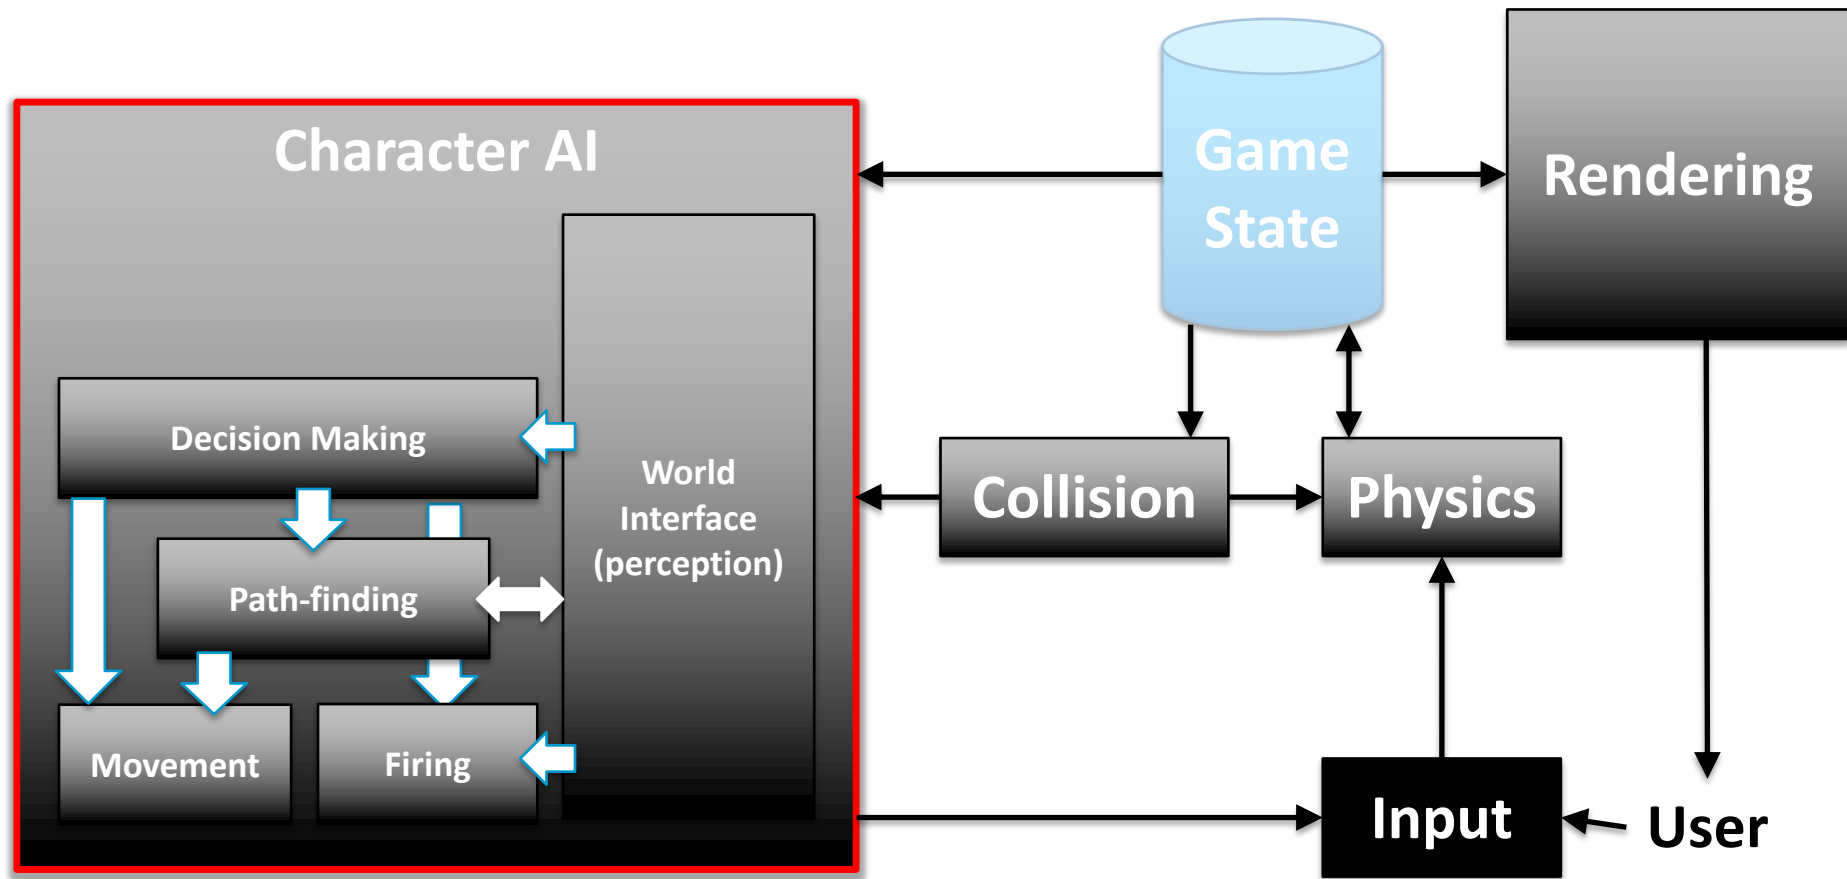 Character AI
Game
State
Rendering
Decision Making
World
Interface
(perception)
Collision
Physics
Path-finding
Movement
Firing
Input
User